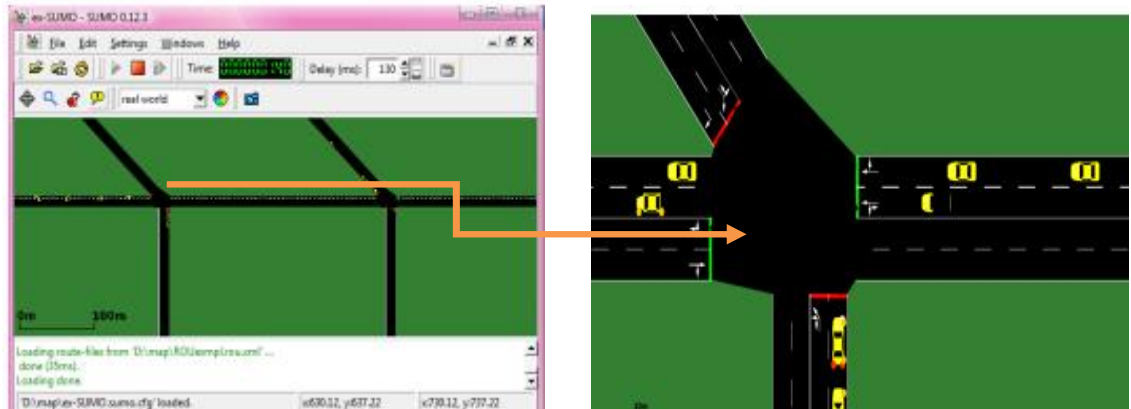 ex-SUMO - SUMO 0.12.3
File Edit Settings Windows Help
Time: Delay (ms): 130
real world
0m 100m
Loading route-files from 'D:\map\ROU\exmpl.rou.xml' ...
done (35ms).
Loading done.
'D:\map\ex-SUMO.sumo.cfg' loaded. x:630.12, y:637.22 x:730.12, y:737.22